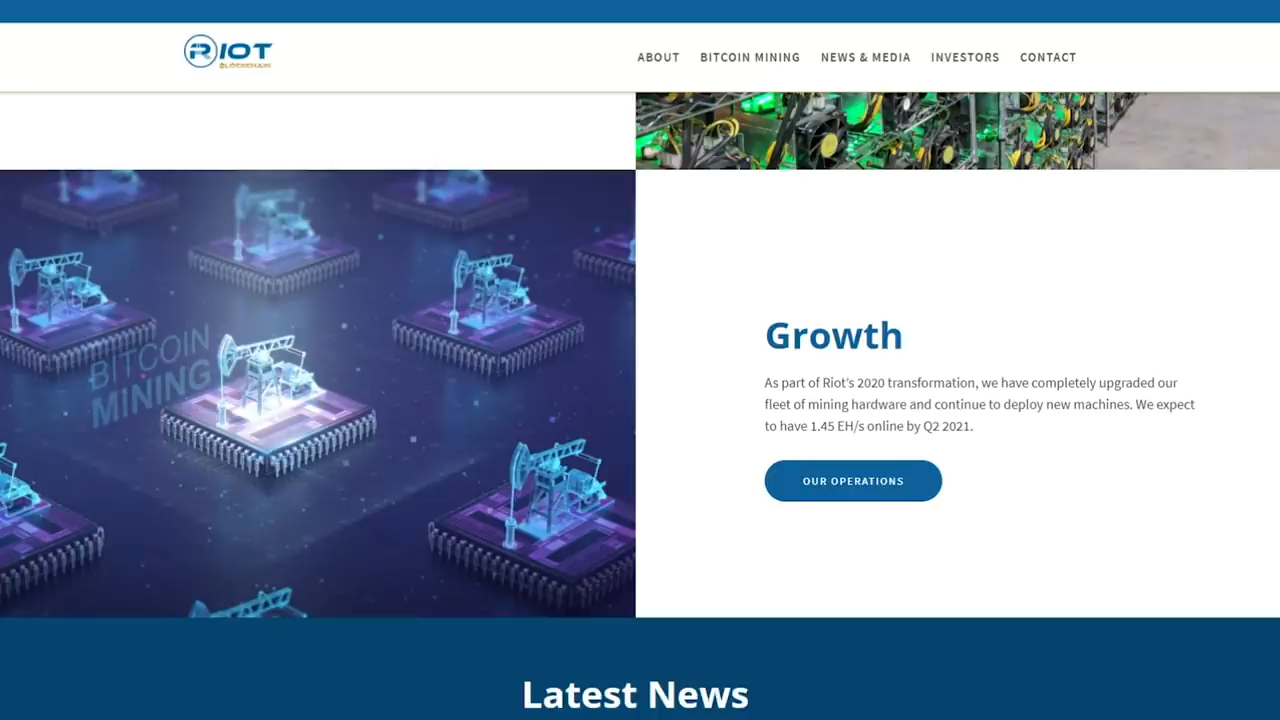 RIOT
BLOCKCHAIN
ABOUT BITCOIN MINING NEWS & MEDIA INVESTORS CONTACT
BITCOIN
MINING
Growth
As part of Riot's 2020 transformation, we have completely upgraded our
fleet of mining hardware and continue to deploy new machines. We expect
to have 1.45 EH/s online by Q2 2021.
OUR OPERATIONS
Latest News